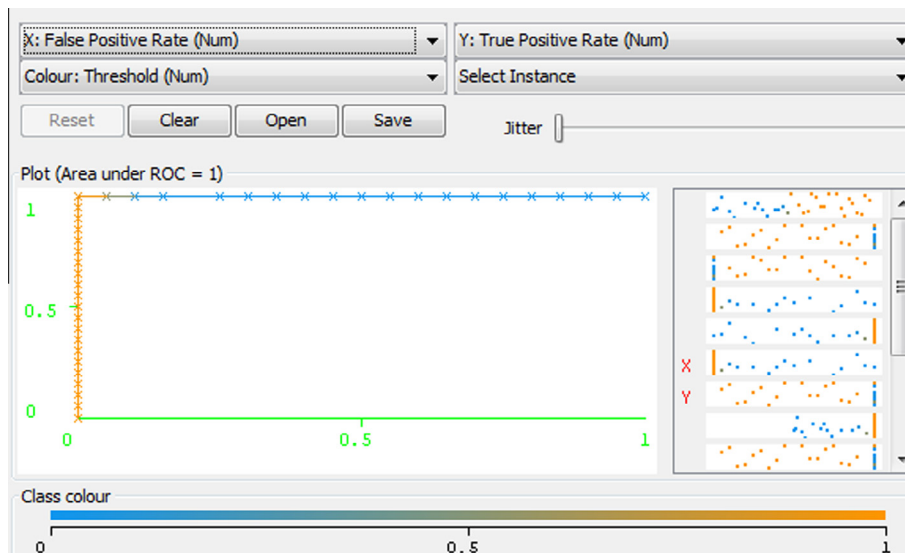 X: False Positive Rate (Num)
Y: True Positive Rate (Num)
Colour: Threshold (Num)
Select Instance
Reset
Clear
Open
Save
Jitter
Plot (Area under ROC = 1)
1
0.5
0
0
0.5
1
X
Y
Class colour
0
0.5
1